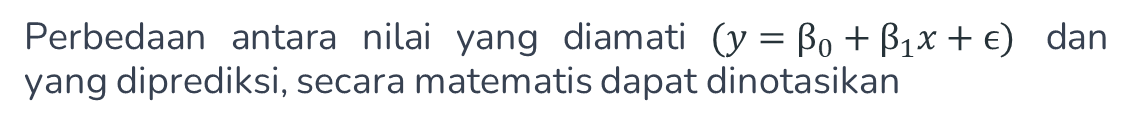 Perbedaan antara nilai yang diamati (y = β₀ + β₁x + ϵ) dan
yang diprediksi, secara matematis dapat dinotasikan